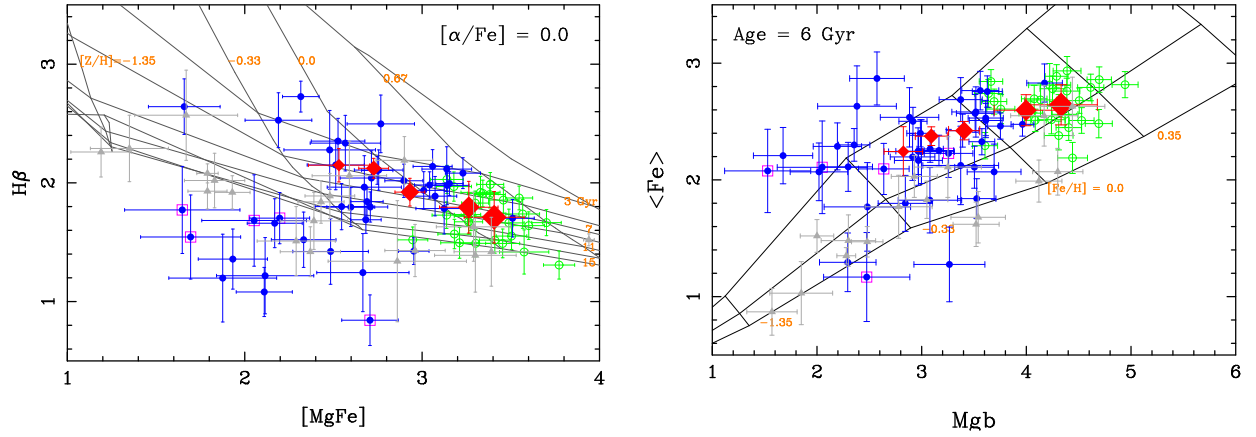 [α/Fe] = 0.0
[Z/H]=-1.35
-0.33
0.0
0.67
3 Gyr
7
15
Hβ
3
2
1
1
2
3
4
[MgFe]
Age = 6 Gyr
0.35
[Fe/H] = 0.0
-0.35
-1.35
<Fe>
3
2
1
1
2
3
4
5
6
Mgb